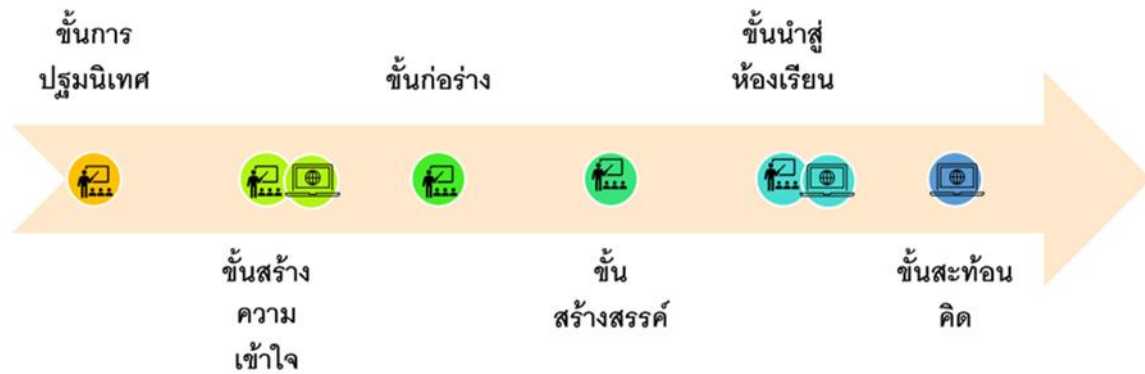 ขั้นการ
ปฐมนิเทศ
ขั้นสร้าง
ความ
เข้าใจ
ขั้นก่อร่าง
ขั้น
สร้างสรรค์
ขั้นนำสู่
ห้องเรียน
ขั้นสะท้อน
คิด